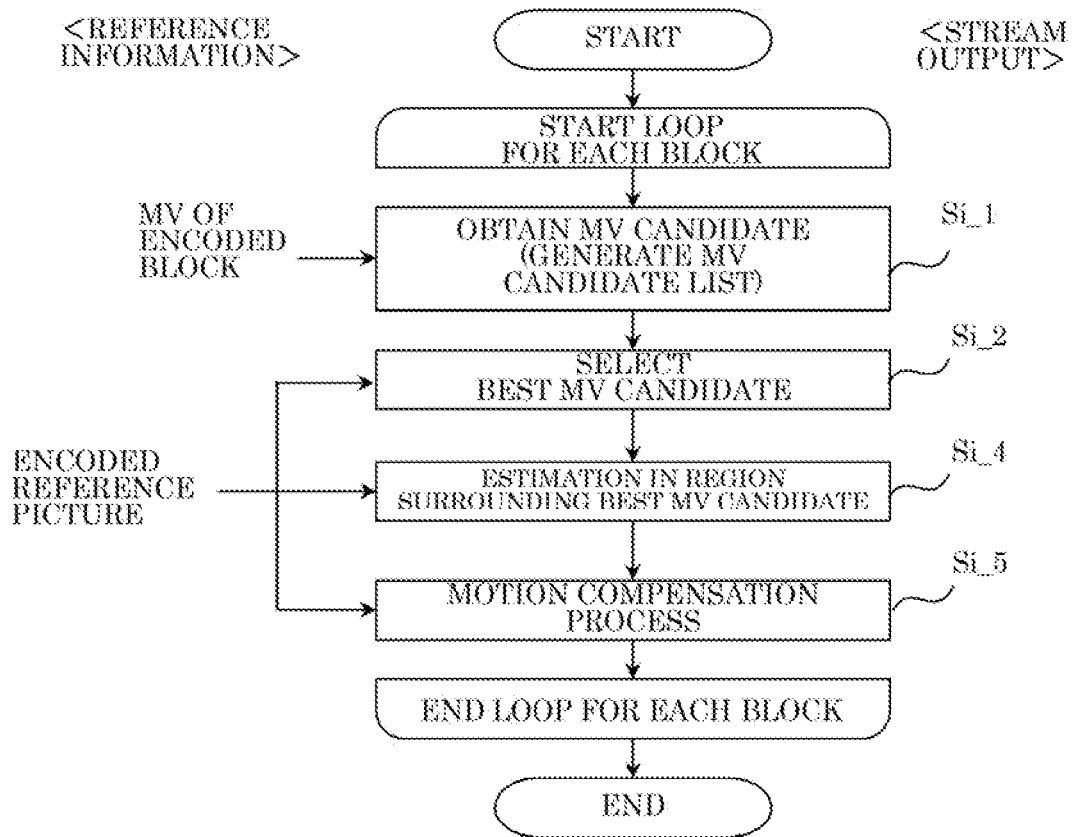 <REFERENCE
INFORMATION>
START
<STREAM
OUTPUT>
START LOOP
FOR EACH BLOCK
MV OF
ENCODED
BLOCK
OBTAIN MV CANDIDATE
(GENERATE MV
CANDIDATE LIST)
Si_1
SELECT
BEST MV CANDIDATE
Si_2
ENCODED
REFERENCE
PICTURE
ESTIMATION IN REGION
SURROUNDING BEST MV CANDIDATE
Si_4
MOTION COMPENSATION
PROCESS
Si_5
END LOOP FOR EACH BLOCK
END